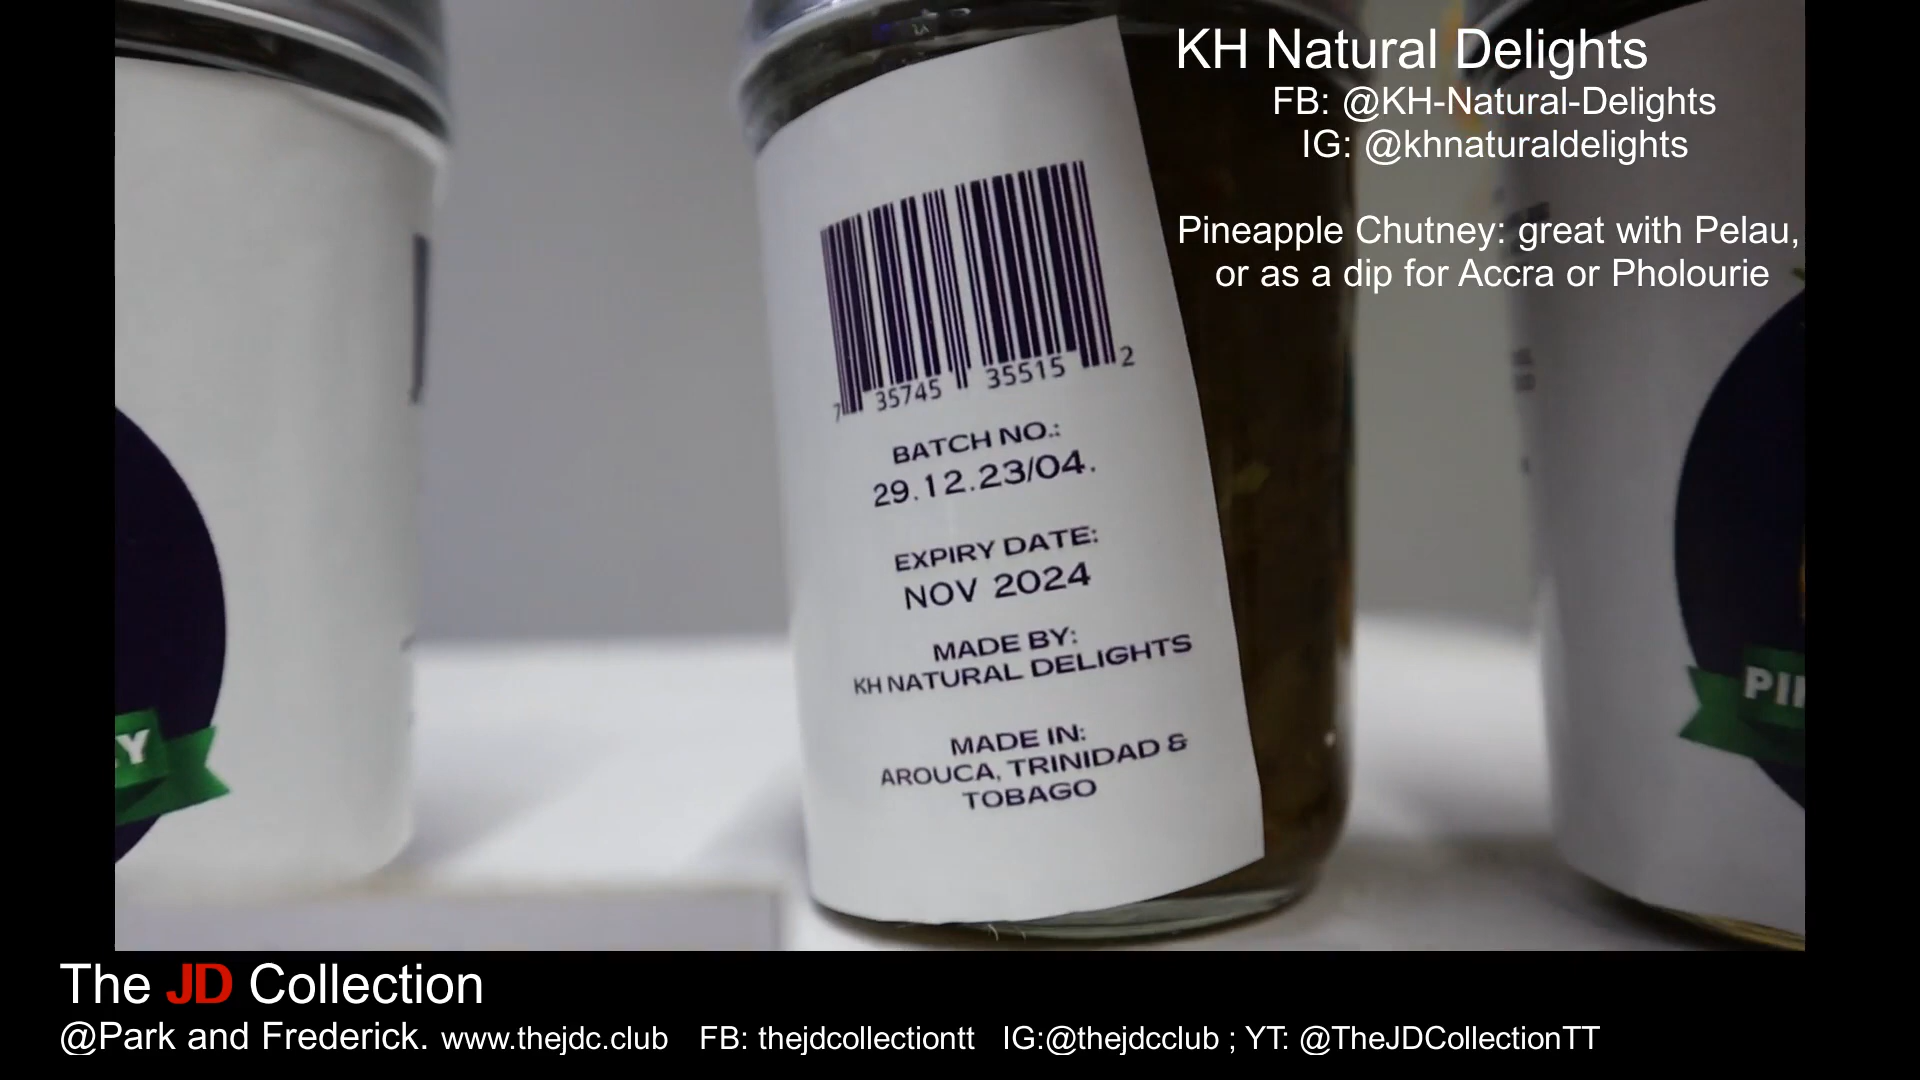 KH Natural Delights
FB: @KH-Natural-Delights
IG: @khnaturaldelights
Pineapple Chutney: great with Pelau,
or as a dip for Accra or Pholourie
7 35745 35515 2
BATCH NO.:
29.12.23/04.
EXPIRY DATE:
NOV 2024
MADE BY:
KH NATURAL DELIGHTS
MADE IN:
AROUCA, TRINIDAD &
TOBAGO
The JD Collection
@Park and Frederick. www.thejdc.club FB: thejdcollectiontt IG:@thejdcclub ; YT: @TheJDCollectionTT